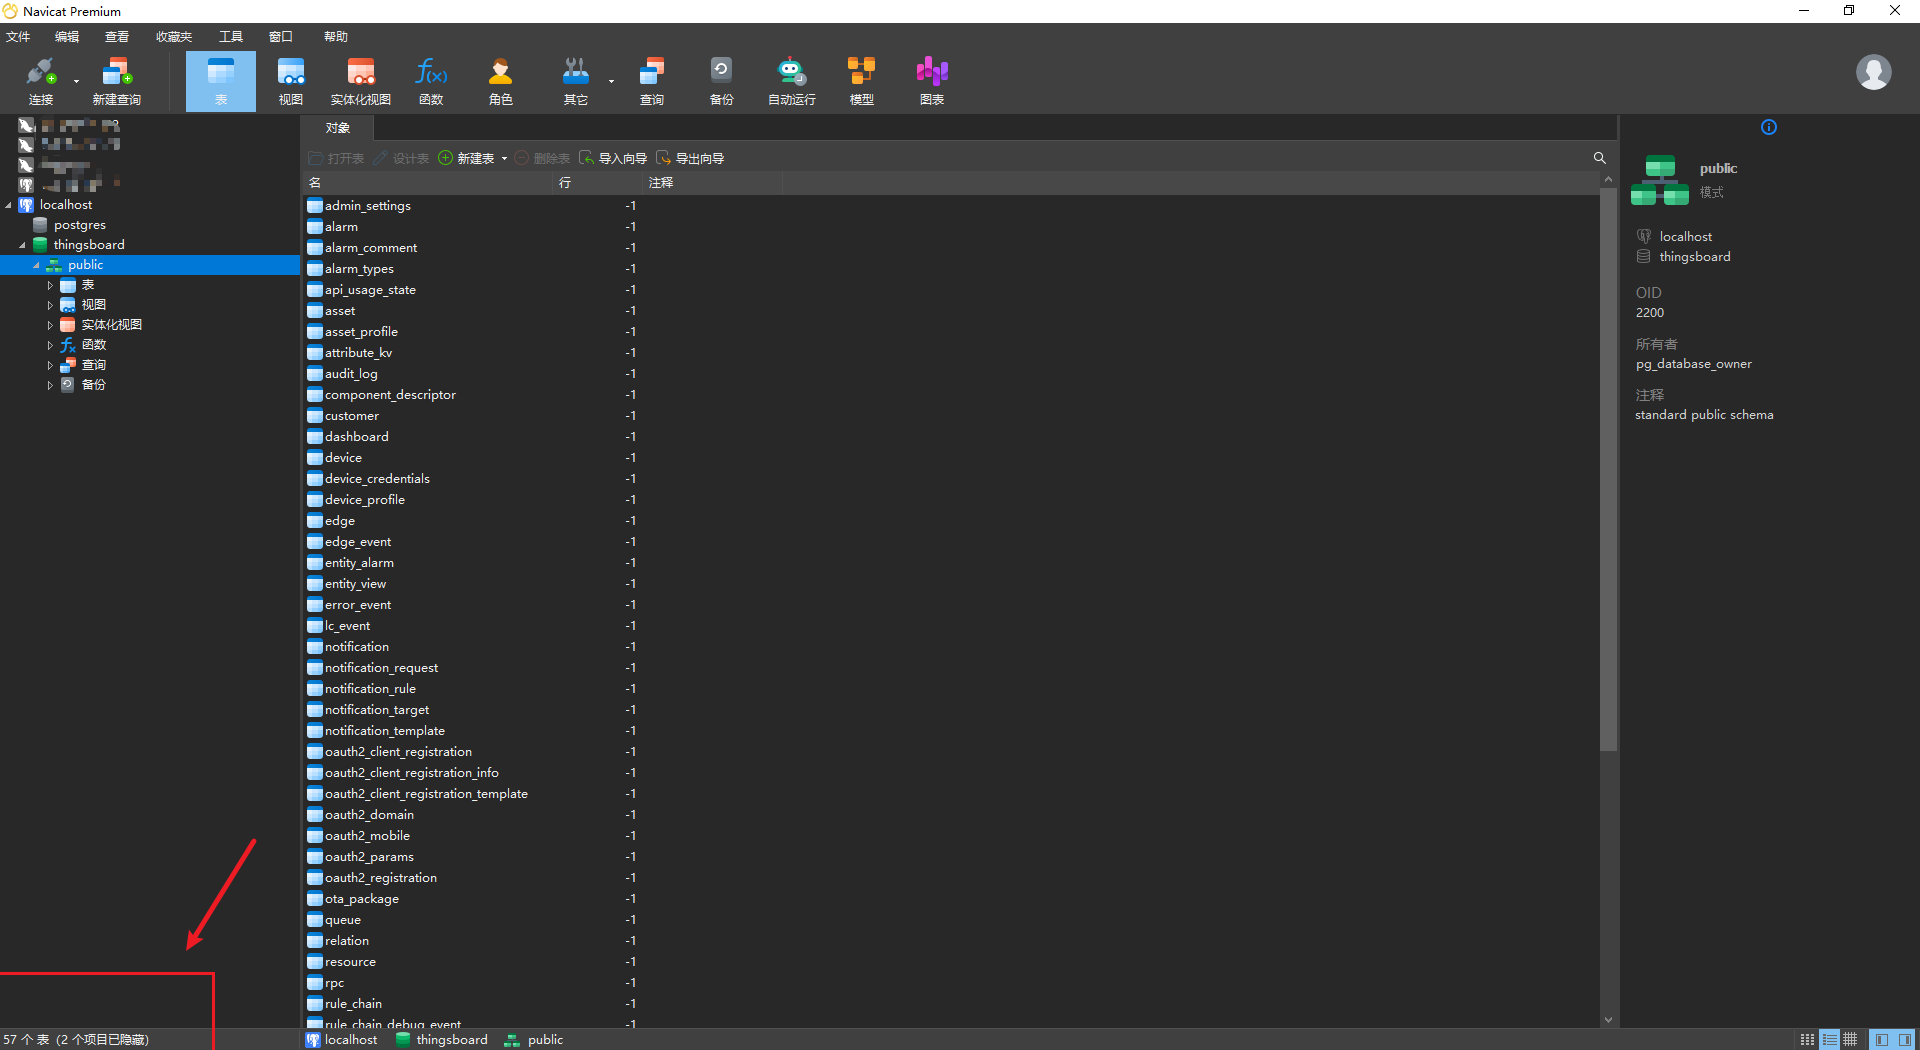 Navicat Premium
文件 编辑 查看 收藏夹 工具 窗口 帮助
连接 新建查询 表 视图 实体化视图 函数 角色 其它 查询 备份 自动运行 模型 图表
localhost
postgres
thingsboard
public
表
视图
实体化视图
函数
查询
备份
对象
打开表 设计表 新建表 删除表 导入向导 导出向导
名 行 注释
admin_settings -1
alarm -1
alarm_comment -1
alarm_types -1
api_usage_state -1
asset -1
asset_profile -1
attribute_kv -1
audit_log -1
component_descriptor -1
customer -1
dashboard -1
device -1
device_credentials -1
device_profile -1
edge -1
edge_event -1
entity_alarm -1
entity_view -1
error_event -1
lc_event -1
notification -1
notification_request -1
notification_rule -1
notification_target -1
notification_template -1
oauth2_client_registration -1
oauth2_client_registration_info -1
oauth2_client_registration_template -1
oauth2_domain -1
oauth2_mobile -1
oauth2_params -1
oauth2_registration -1
ota_package -1
queue -1
relation -1
resource -1
rpc -1
rule_chain -1
rule_chain_debug_event -1
public
模式
localhost
thingsboard
OID
2200
所有者
pg_database_owner
注释
standard public schema
57 个 表 (2 个项目已隐藏) localhost thingsboard public